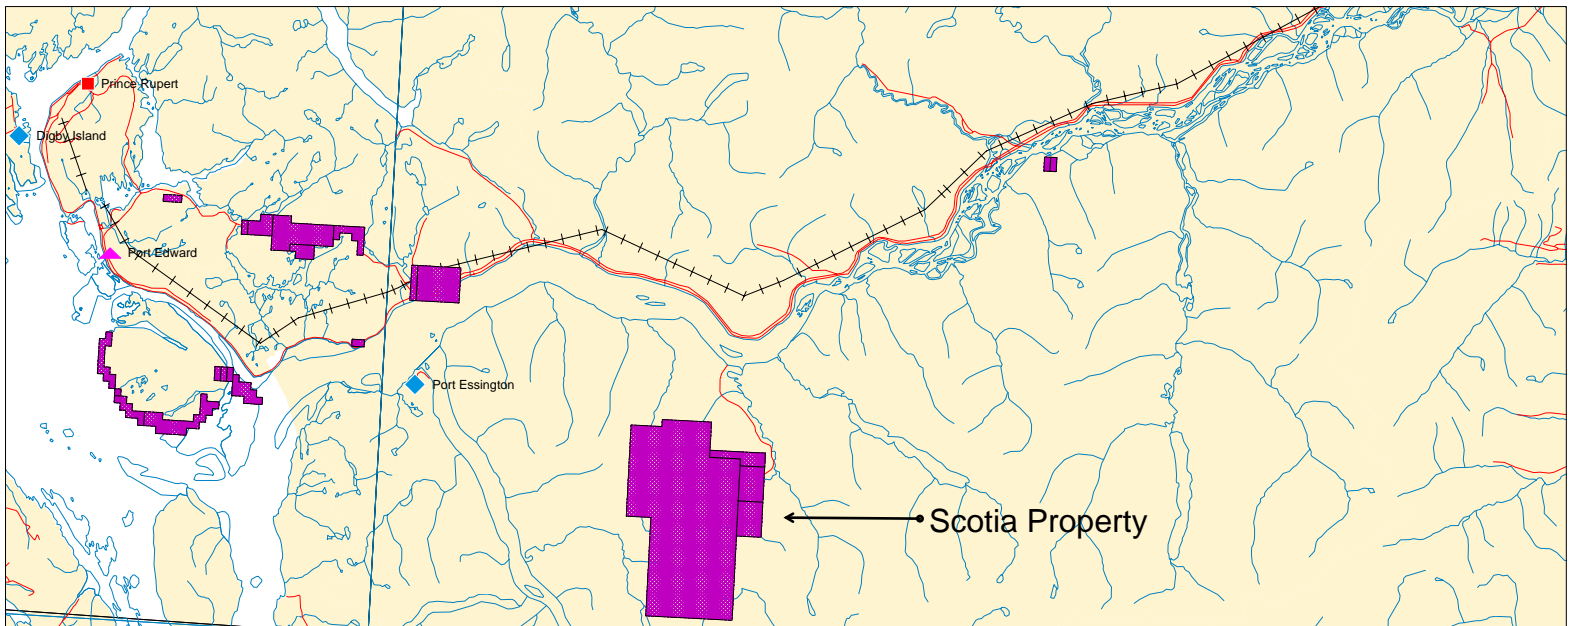 Prince Rupert
Digby Island
Port Edward
Port Essington
Scotia Property